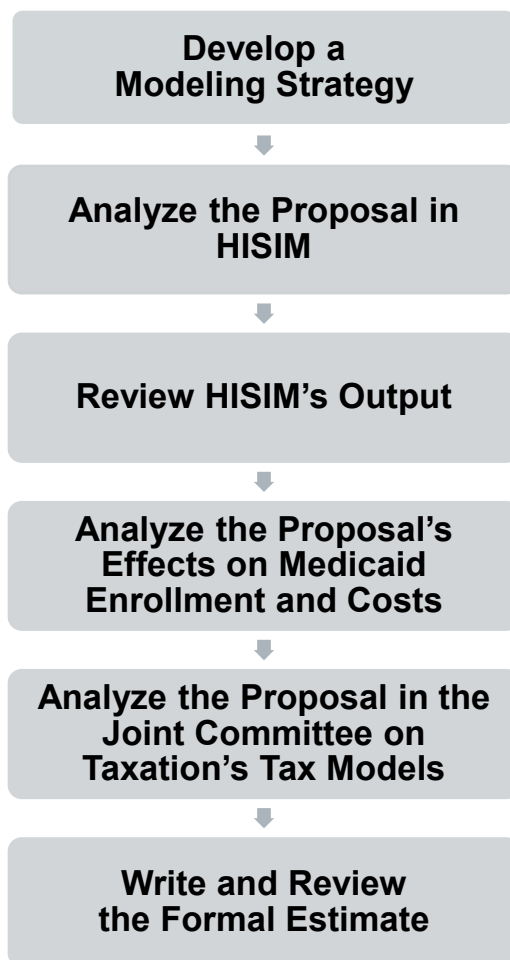 Develop a
Modeling Strategy
Analyze the Proposal in
HISIM
Review HISIM's Output
Analyze the Proposal's
Effects on Medicaid
Enrollment and Costs
Analyze the Proposal in the
Joint Committee on
Taxation's Tax Models
Write and Review
the Formal Estimate